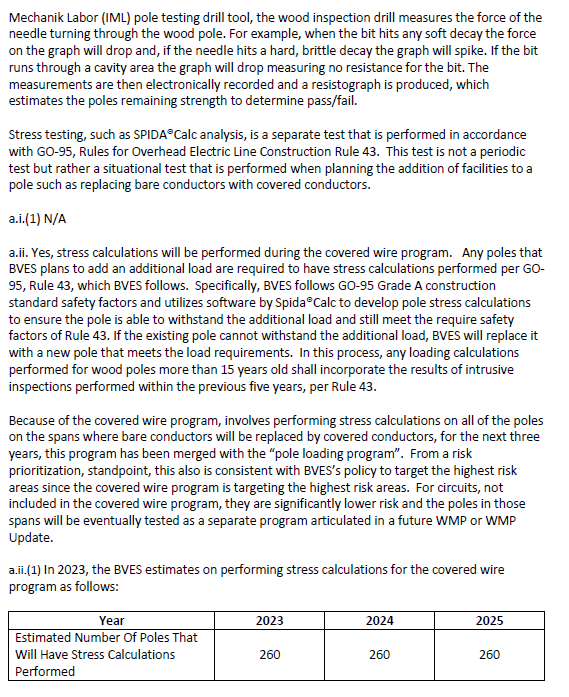 Mechanik Labor (IML) pole testing drill tool, the wood inspection drill measures the force of the
needle turning through the wood pole. For example, when the bit hits any soft decay the force
on the graph will drop and, if the needle hits a hard, brittle decay the graph will spike. If the bit
runs through a cavity area the graph will drop measuring no resistance for the bit. The
measurements are then electronically recorded and a resistograph is produced, which
estimates the poles remaining strength to determine pass/fail.
Stress testing, such as SPIDA®Calc analysis, is a separate test that is performed in accordance
with GO-95, Rules for Overhead Electric Line Construction Rule 43. This test is not a periodic
test but rather a situational test that is performed when planning the addition of facilities to a
pole such as replacing bare conductors with covered conductors.
a.i.(1) N/A
a.ii. Yes, stress calculations will be performed during the covered wire program. Any poles that
BVES plans to add an additional load are required to have stress calculations performed per GO-
95, Rule 43, which BVES follows. Specifically, BVES follows GO-95 Grade A construction
standard safety factors and utilizes software by Spida®Calc to develop pole stress calculations
to ensure the pole is able to withstand the additional load and still meet the require safety
factors of Rule 43. If the existing pole cannot withstand the additional load, BVES will replace it
with a new pole that meets the load requirements. In this process, any loading calculations
performed for wood poles more than 15 years old shall incorporate the results of intrusive
inspections performed within the previous five years, per Rule 43.
Because of the covered wire program, involves performing stress calculations on all of the poles
on the spans where bare conductors will be replaced by covered conductors, for the next three
years, this program has been merged with the “pole loading program”. From a risk
prioritization, standpoint, this also is consistent with BVES’s policy to target the highest risk
areas since the covered wire program is targeting the highest risk areas. For circuits, not
included in the covered wire program, they are significantly lower risk and the poles in those
spans will be eventually tested as a separate program articulated in a future WMP or WMP
Update.
a.ii.(1) In 2023, the BVES estimates on performing stress calculations for the covered wire
program as follows:
Year 2023 2024 2025
Estimated Number Of Poles That
Will Have Stress Calculations 260 260 260
Performed